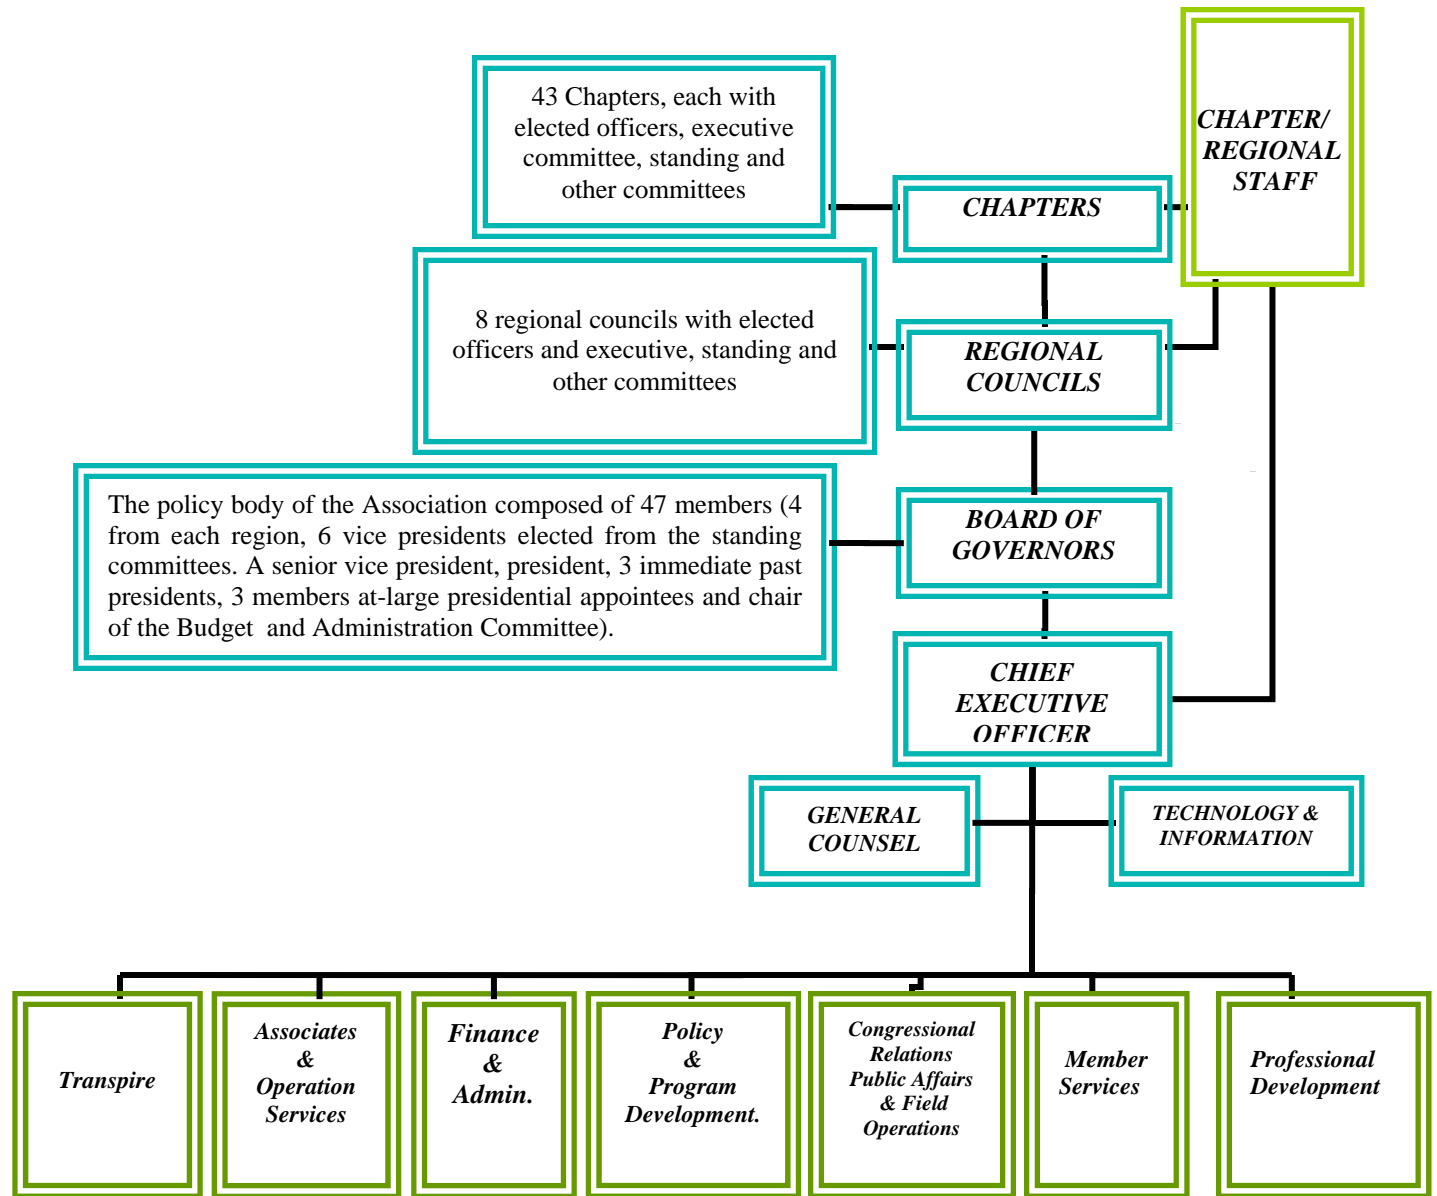 43 Chapters, each with
elected officers, executive
committee, standing and
other committees
CHAPTER/
REGIONAL
STAFF
CHAPTERS
8 regional councils with elected
officers and executive, standing and
other committees
REGIONAL
COUNCILS
The policy body of the Association composed of 47 members (4
from each region, 6 vice presidents elected from the standing
committees. A senior vice president, president, 3 immediate past
presidents, 3 members at-large presidential appointees and chair
of the Budget and Administration Committee).
BOARD OF
GOVERNORS
CHIEF
EXECUTIVE
OFFICER
GENERAL
COUNSEL
TECHNOLOGY &
INFORMATION
Transpire
Associates
&
Operation
Services
Finance
&
Admin.
Policy
&
Program
Development.
Congressional
Relations
Public Affairs
& Field
Operations
Member
Services
Professional
Development